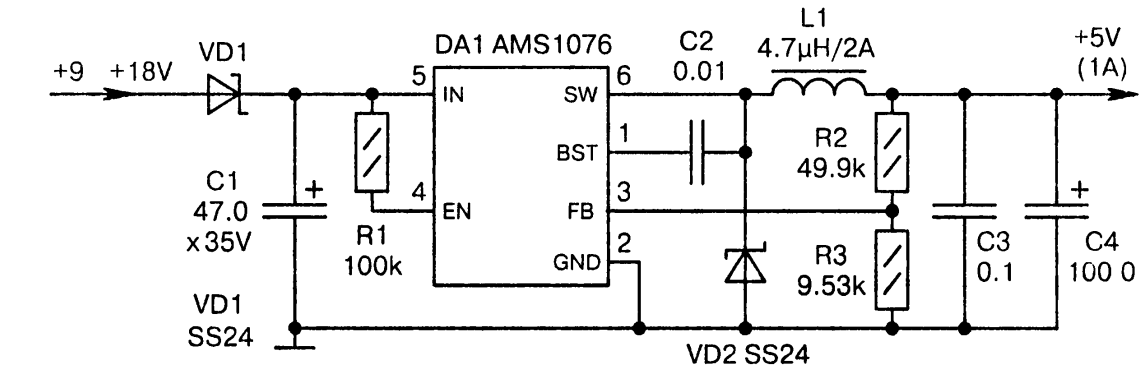 L1
4.7µH/2A
+5V
(1A)
VD1
DA1 AMS1076
C2
0.01
+9 +18V
5
IN
SW
6
BST
1
R2
49.9k
C1
47.0
x35V
+
4
EN
FB
3
R1
100k
GND
2
R3
9.53k
C3
0.1
+
C4
100 0
VD1
SS24
VD2 SS24